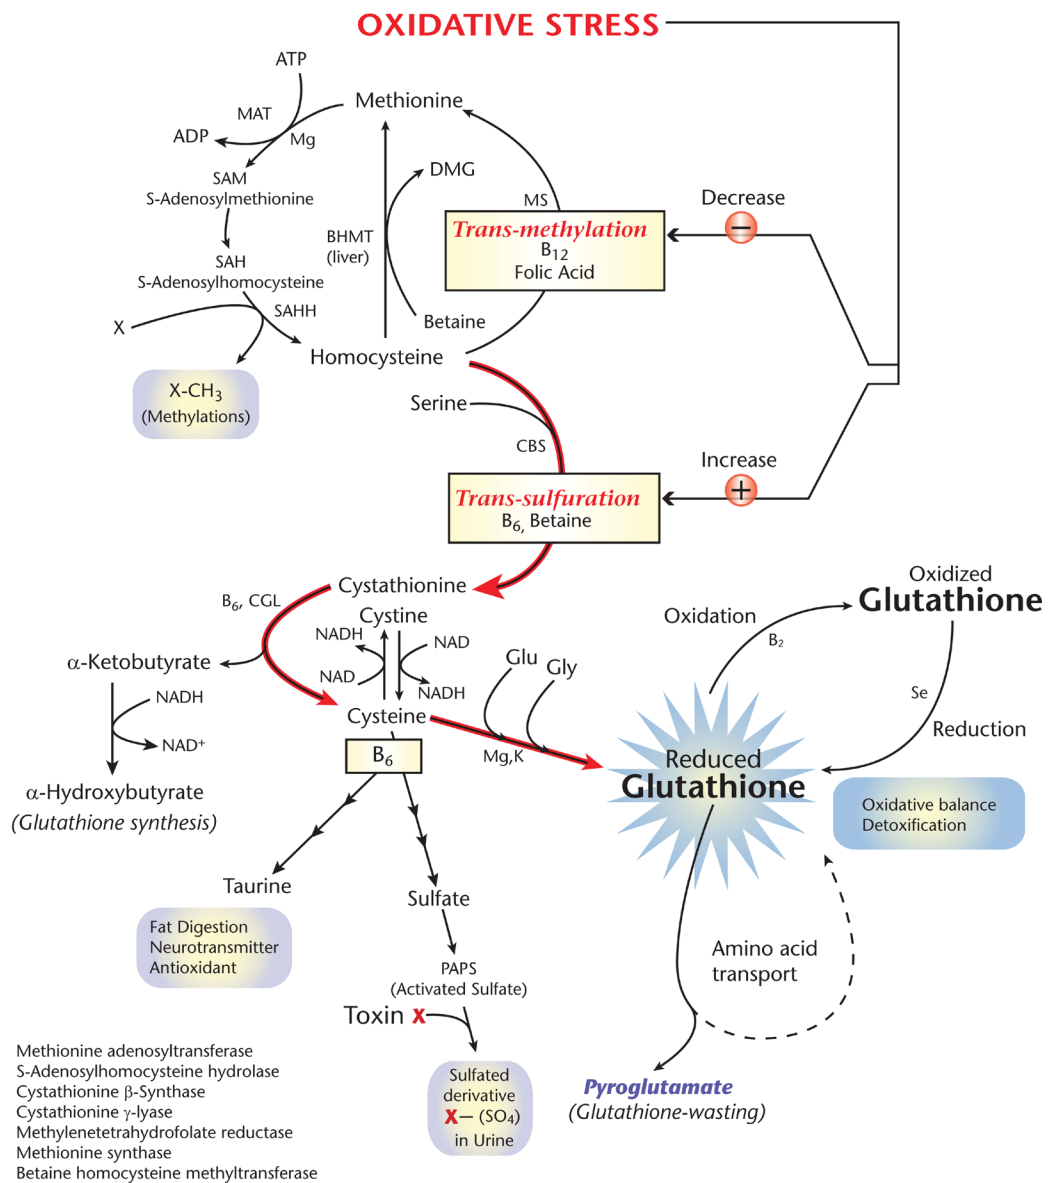 OXIDATIVE STRESS
ATP
MAT
Methionine
ADP
Mg
SAM
S-Adenosylmethionine
DMG
MS
Decrease
−
Trans-methylation
B12
Folic Acid
BHMT
(liver)
SAH
S-Adenosylhomocysteine
SAHH
X
Betaine
Homocysteine
X-CH3
(Methylations)
Serine
CBS
Increase
+
Trans-sulfuration
B6, Betaine
Cystathionine
B6, CGL
Cystine
NADH
NAD
NAD
NADH
α-Ketobutyrate
NADH
NAD+
α-Hydroxybutyrate
(Glutathione synthesis)
Cysteine
B6
Glu
Gly
Mg,K
Oxidized
Glutathione
Oxidation
B2
Se
Reduction
Reduced
Glutathione
Oxidative balance
Detoxification
Taurine
Fat Digestion
Neurotransmitter
Antioxidant
Sulfate
PAPS
(Activated Sulfate)
Toxin X
Sulfated
derivative
X— (SO4)
in Urine
Amino acid
transport
Pyroglutamate
(Glutathione-wasting)
Methionine adenosyltransferase
S-Adenosylhomocysteine hydrolase
Cystathionine β-Synthase
Cystathionine γ-lyase
Methylenetetrahydrofolate reductase
Methionine synthase
Betaine homocysteine methyltransferase